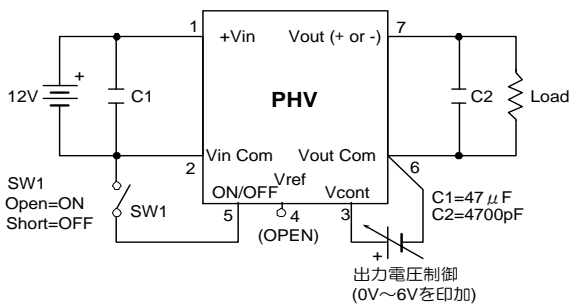 1
+Vin
Vout (+ or -)
7
+
12V
C1
PHV
C2
Load
2
Vin Com
Vout Com
6
SW1
Open=ON
Short=OFF
SW1
ON/OFF
Vref
Vcont
5
4
3
(OPEN)
C1=47μF
C2=4700pF
+
出力電圧制御
(0V～6Vを印加)